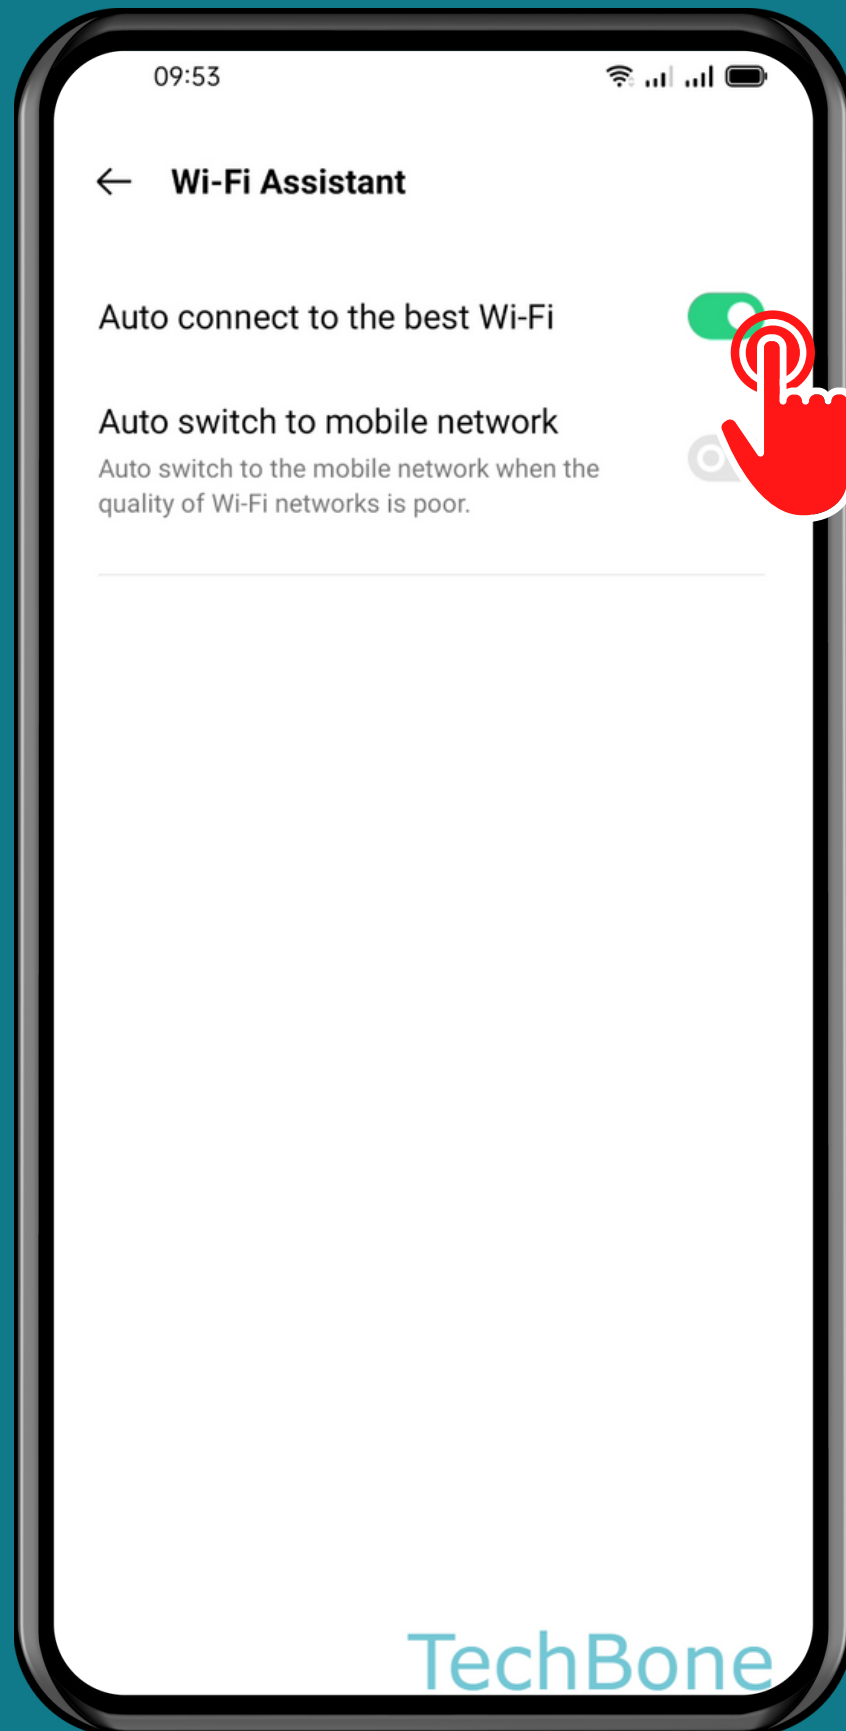 09:53
Wi-Fi Assistant
Auto connect to the best Wi-Fi
Auto switch to mobile network
Auto switch to the mobile network when the
quality of Wi-Fi networks is poor.
TechBone